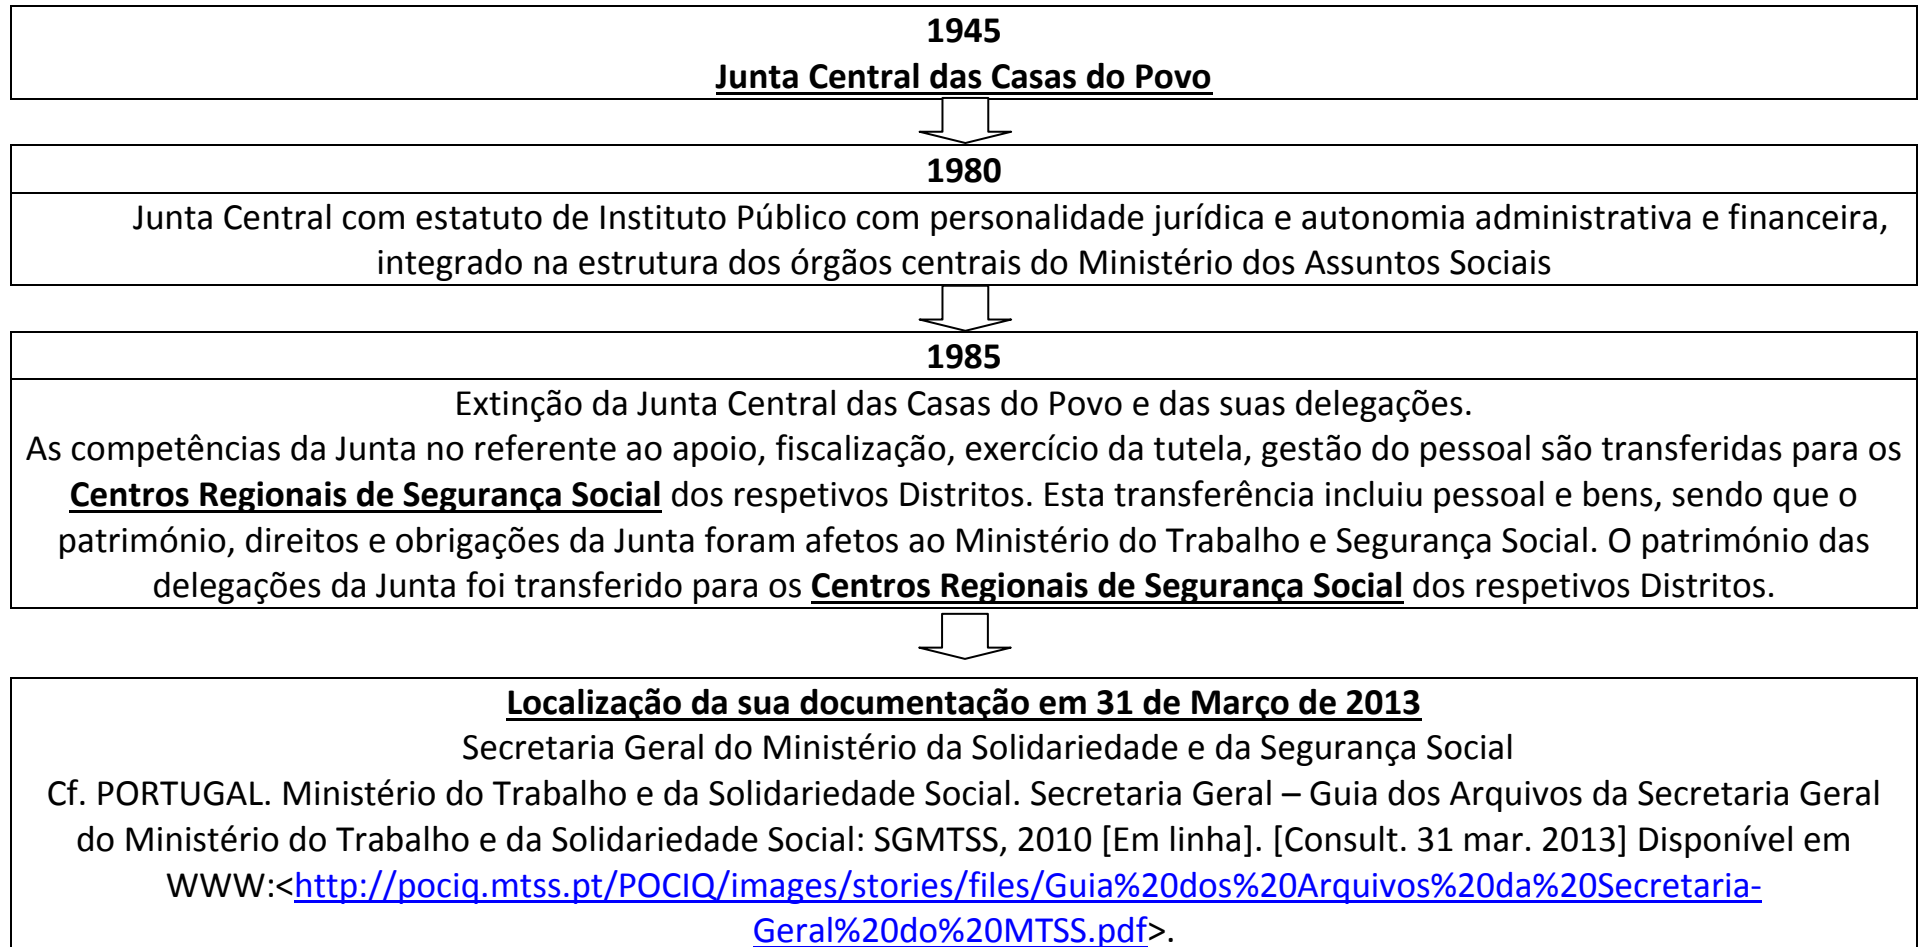 1945
Junta Central das Casas do Povo
1980
Junta Central com estatuto de Instituto Público com personalidade jurídica e autonomia administrativa e financeira,
integrado na estrutura dos órgãos centrais do Ministério dos Assuntos Sociais
1985
Extinção da Junta Central das Casas do Povo e das suas delegações.
As competências da Junta no referente ao apoio, fiscalização, exercício da tutela, gestão do pessoal são transferidas para os
Centros Regionais de Segurança Social dos respetivos Distritos. Esta transferência incluiu pessoal e bens, sendo que o
património, direitos e obrigações da Junta foram afetos ao Ministério do Trabalho e Segurança Social. O património das
delegações da Junta foi transferido para os Centros Regionais de Segurança Social dos respetivos Distritos.
Localização da sua documentação em 31 de Março de 2013
Secretaria Geral do Ministério da Solidariedade e da Segurança Social
Cf. PORTUGAL. Ministério do Trabalho e da Solidariedade Social. Secretaria Geral – Guia dos Arquivos da Secretaria Geral
do Ministério do Trabalho e da Solidariedade Social: SGMTSS, 2010 [Em linha]. [Consult. 31 mar. 2013] Disponível em
WWW:<http://pociq.mtss.pt/POCIQ/images/stories/files/Guia%20dos%20Arquivos%20da%20Secretaria-
Geral%20do%20MTSS.pdf>.